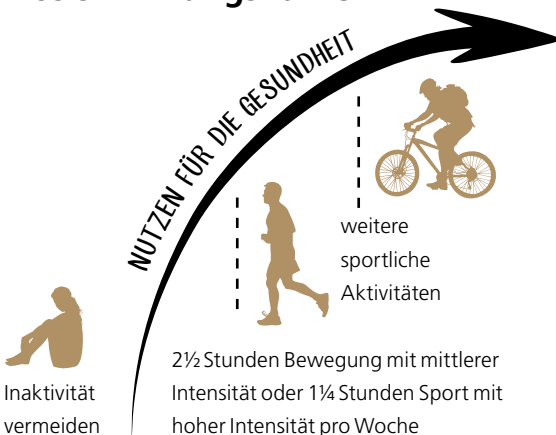 NUTZEN FÜR DIE GESUNDHEIT
weitere
sportliche
Aktivitäten
2½ Stunden Bewegung mit mittlerer
Intensität oder 1¼ Stunden Sport mit
hoher Intensität pro Woche
Inaktivität
vermeiden